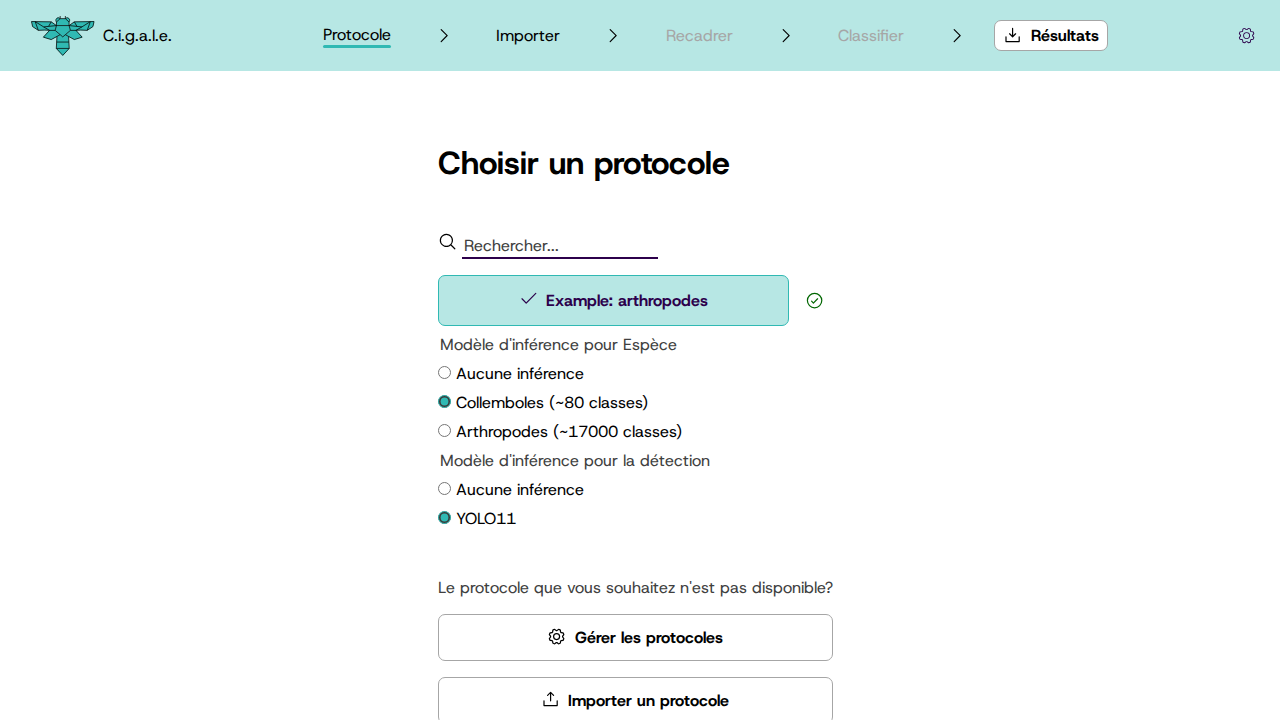 C.i.g.a.l.e.
Protocole
Importer
Recadrer
Classifier
Résultats
Choisir un protocole
Rechercher...
Example: arthropodes
Modèle d'inférence pour Espèce
Aucune inférence
Collemboles (~80 classes)
Arthropodes (~17000 classes)
Modèle d'inférence pour la détection
Aucune inférence
YOLO11
Le protocole que vous souhaitez n'est pas disponible?
Gérer les protocoles
Importer un protocole